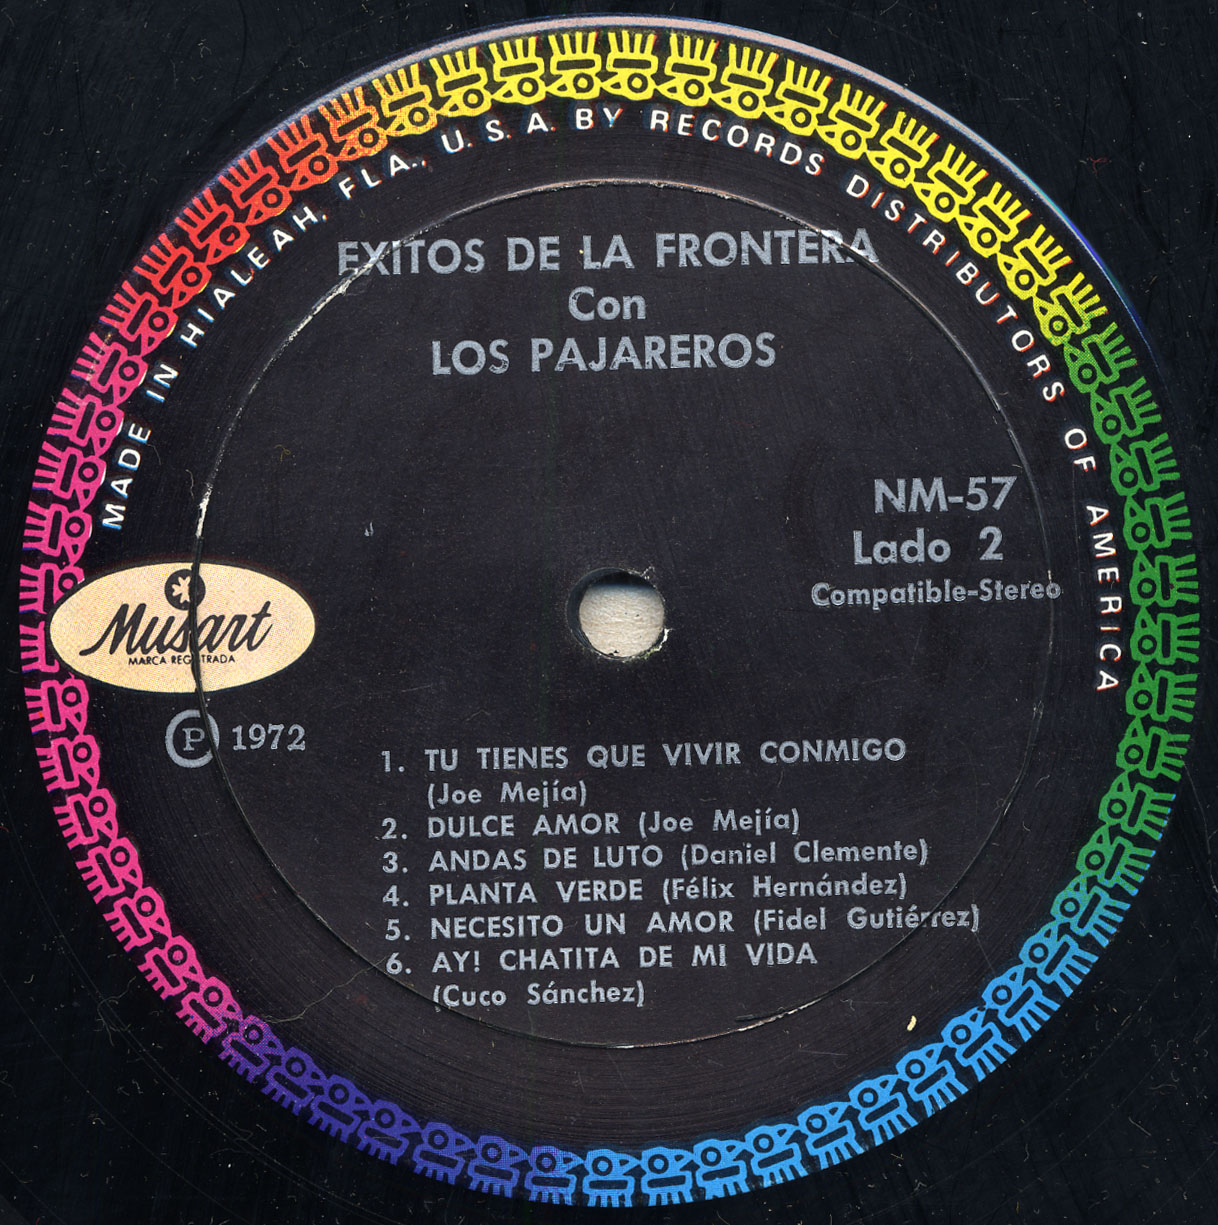 MADE IN HIALEAH, FLA., U.S.A. BY RECORDS DISTRIBUTORS OF AMERICA
EXITOS DE LA FRONTERA
Con
LOS PAJAREROS
NM-57
Lado 2
Compatible-Stereo
Musart
MARCA REGISTRADA
℗ 1972
1. TU TIENES QUE VIVIR CONMIGO
(Joe Mejía)
2. DULCE AMOR (Joe Mejía)
3. ANDAS DE LUTO (Daniel Clemente)
4. PLANTA VERDE (Félix Hernández)
5. NECESITO UN AMOR (Fidel Gutiérrez)
6. AY! CHATITA DE MI VIDA
(Cuco Sánchez)